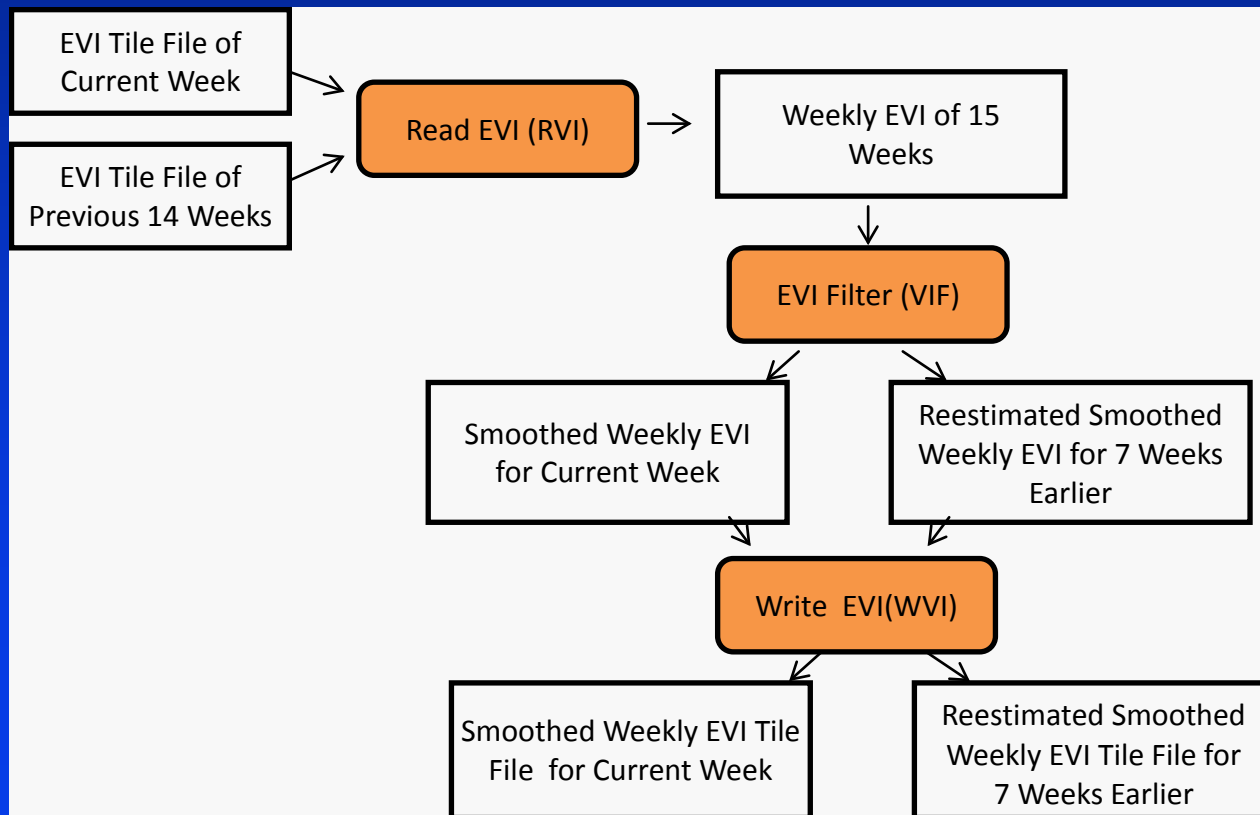 EVI Tile File of
Current Week
EVI Tile File of
Previous 14 Weeks
Read EVI (RVI)
Weekly EVI of 15
Weeks
EVI Filter (VIF)
Smoothed Weekly EVI
for Current Week
Reestimated Smoothed
Weekly EVI for 7 Weeks
Earlier
Write EVI(WVI)
Smoothed Weekly EVI Tile
File for Current Week
Reestimated Smoothed
Weekly EVI Tile File for
7 Weeks Earlier